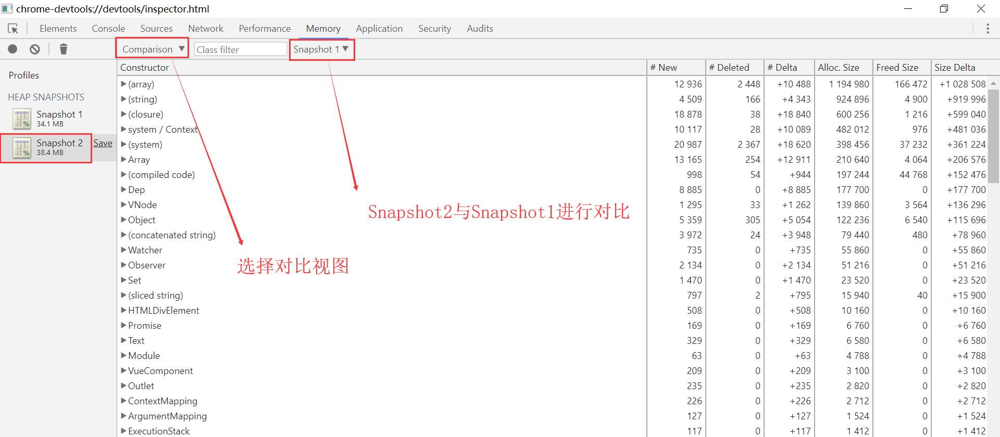 chrome-devtools://devtools/inspector.html
Elements Console Sources Network Performance Memory Application Security Audits
Comparison ▼ Class filter Snapshot 1 ▼
Profiles
HEAP SNAPSHOTS
Snapshot 1
34.1 MB
Snapshot 2 Save
38.4 MB
Constructor # New # Deleted # Delta Alloc. Size Freed Size Size Delta
(array) 12 936 2 448 +10 488 1 194 980 166 472 +1 028 508
(string) 4 509 166 +4 343 924 896 4 900 +919 996
(closure) 18 878 38 +18 840 600 256 1 216 +599 040
system / Context 10 117 28 +10 089 482 012 976 +481 036
(system) 20 987 2 367 +18 620 398 456 37 232 +361 224
Array 13 165 254 +12 911 210 640 4 064 +206 576
(compiled code) 998 54 +944 197 244 44 768 +152 476
Dep 8 885 0 +8 885 177 700 0 +177 700
VNode 1 295 33 +1 262 139 860 3 564 +136 296
Object 5 359 305 +5 054 122 236 6 540 +115 696
(concatenated string) 3 972 24 +3 948 79 440 480 +78 960
Watcher 735 0 +735 55 860 0 +55 860
Observer 2 134 0 +2 134 51 216 0 +51 216
Set 1 470 0 +1 470 23 520 0 +23 520
(sliced string) 797 2 +795 15 940 40 +15 900
HTMLDivElement 508 0 +508 10 160 0 +10 160
Promise 169 0 +169 6 760 0 +6 760
Text 329 0 +329 6 580 0 +6 580
Module 63 0 +63 4 788 0 +4 788
VueComponent 209 0 +209 3 100 0 +3 100
Outlet 235 0 +235 2 820 0 +2 820
ContextMapping 226 0 +226 2 712 0 +2 712
ArgumentMapping 127 0 +127 1 524 0 +1 524
ExecutionStack 117 0 +117 1 412 0 +1 412
Snapshot2与Snapshot1进行对比
选择对比视图